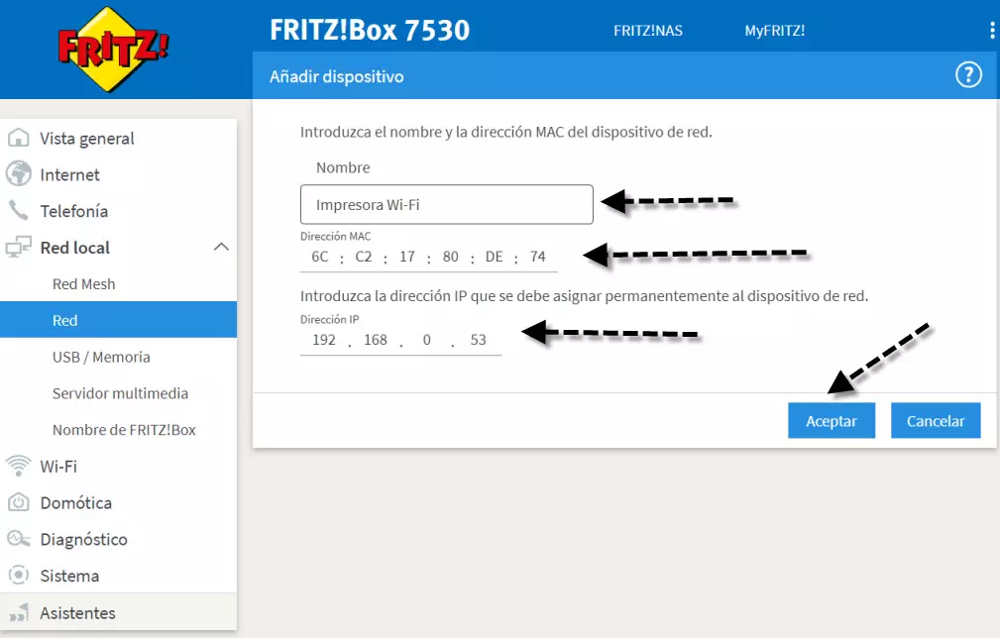 FRITZ!
FRITZ!Box 7530
FRITZ!NAS
MyFRITZ!
Añadir dispositivo
?
Vista general
Internet
Telefonía
Red local
Red Mesh
Red
USB / Memoria
Servidor multimedia
Nombre de FRITZ!Box
Wi-Fi
Domótica
Diagnóstico
Sistema
Asistentes
Introduzca el nombre y la dirección MAC del dispositivo de red.
Nombre
Impresora Wi-Fi
Dirección MAC
6C : C2 : 17 : 80 : DE : 74
Introduzca la dirección IP que se debe asignar permanentemente al dispositivo de red.
Dirección IP
192 . 168 . 0 . 53
Aceptar
Cancelar